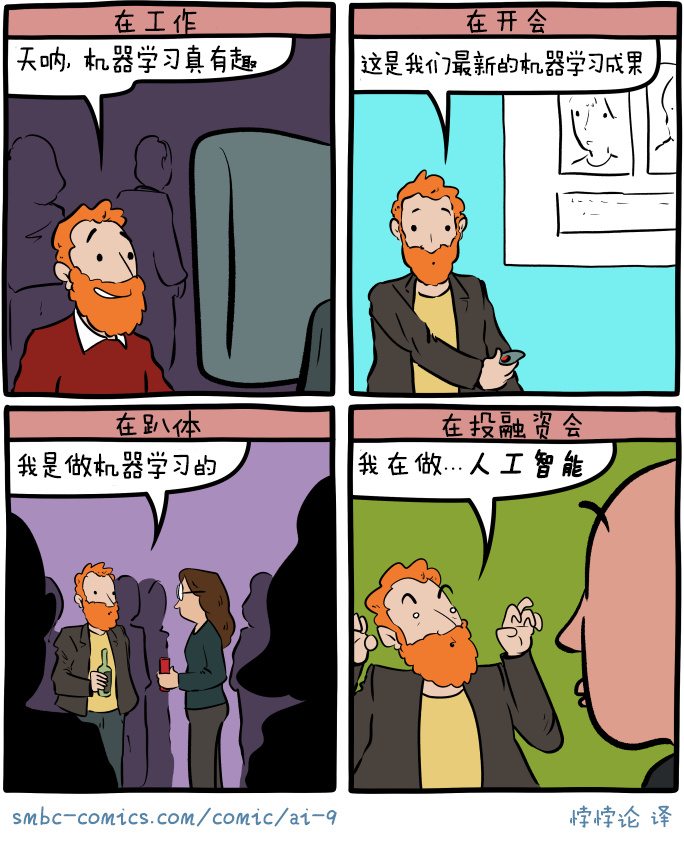 在工作
天呐，机器学习真有趣
在开会
这是我们最新的机器学习成果
在趴体
我是做机器学习的
在投融资会
我在做…人工智能
smbc-comics.com/comic/ai-9
悖悖论 译